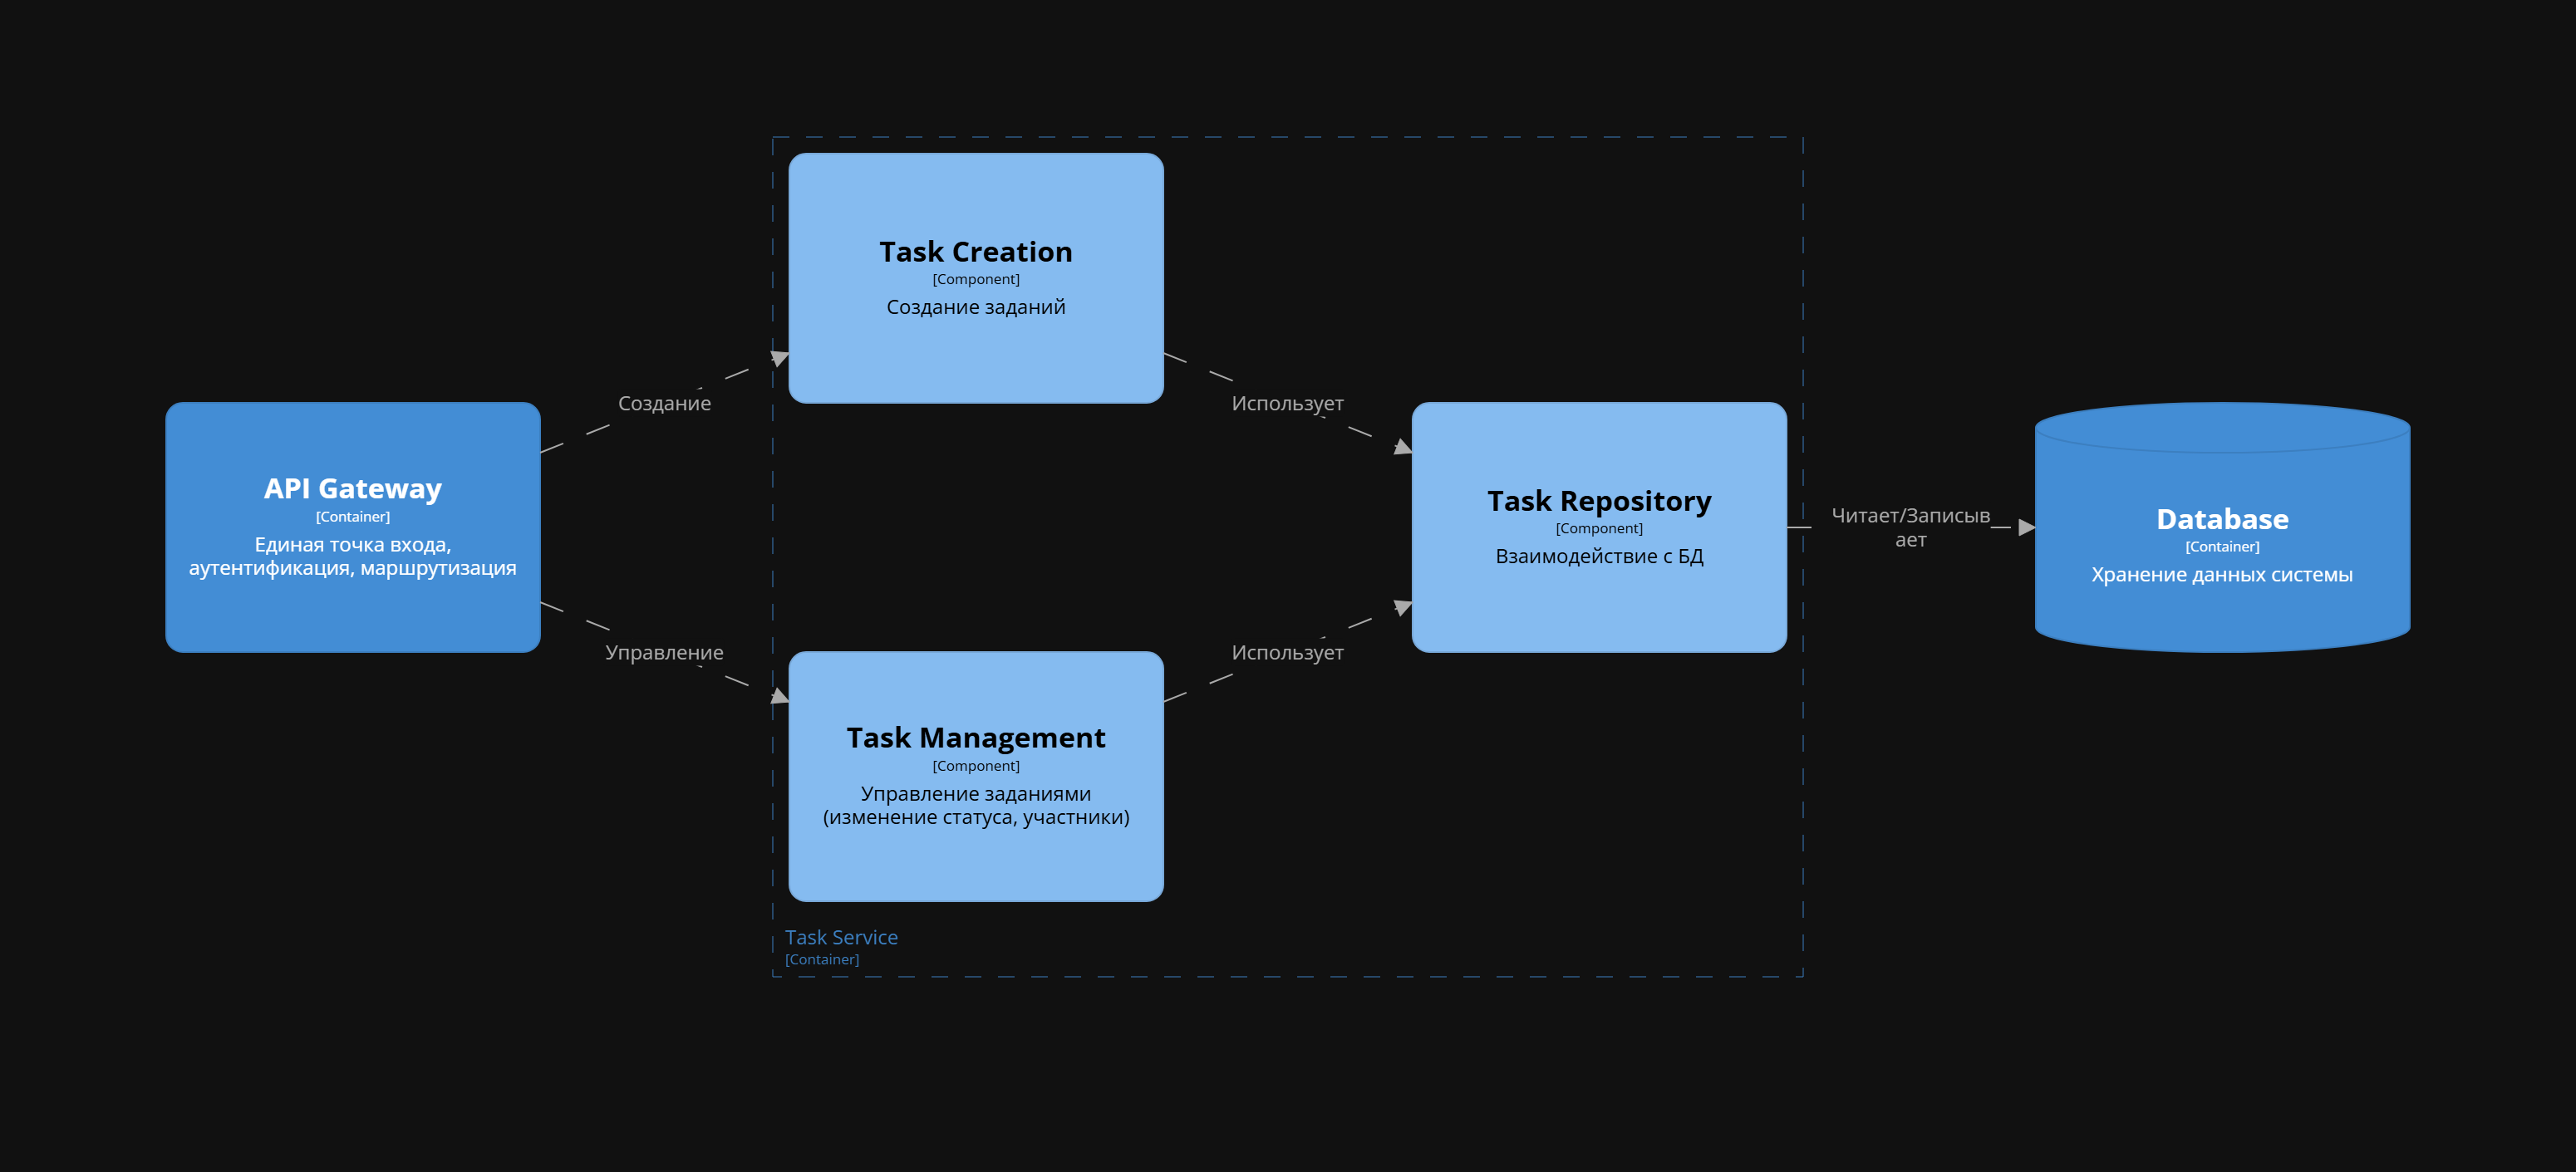 Task Creation
[Component]
Создание заданий
Создание
Использует
API Gateway
[Container]
Единая точка входа,
аутентификация, маршрутизация
Task Repository
[Component]
Взаимодействие с БД
Читает/Записыв
ает
Database
[Container]
Хранение данных системы
Управление
Использует
Task Management
[Component]
Управление заданиями
(изменение статуса, участники)
Task Service
[Container]